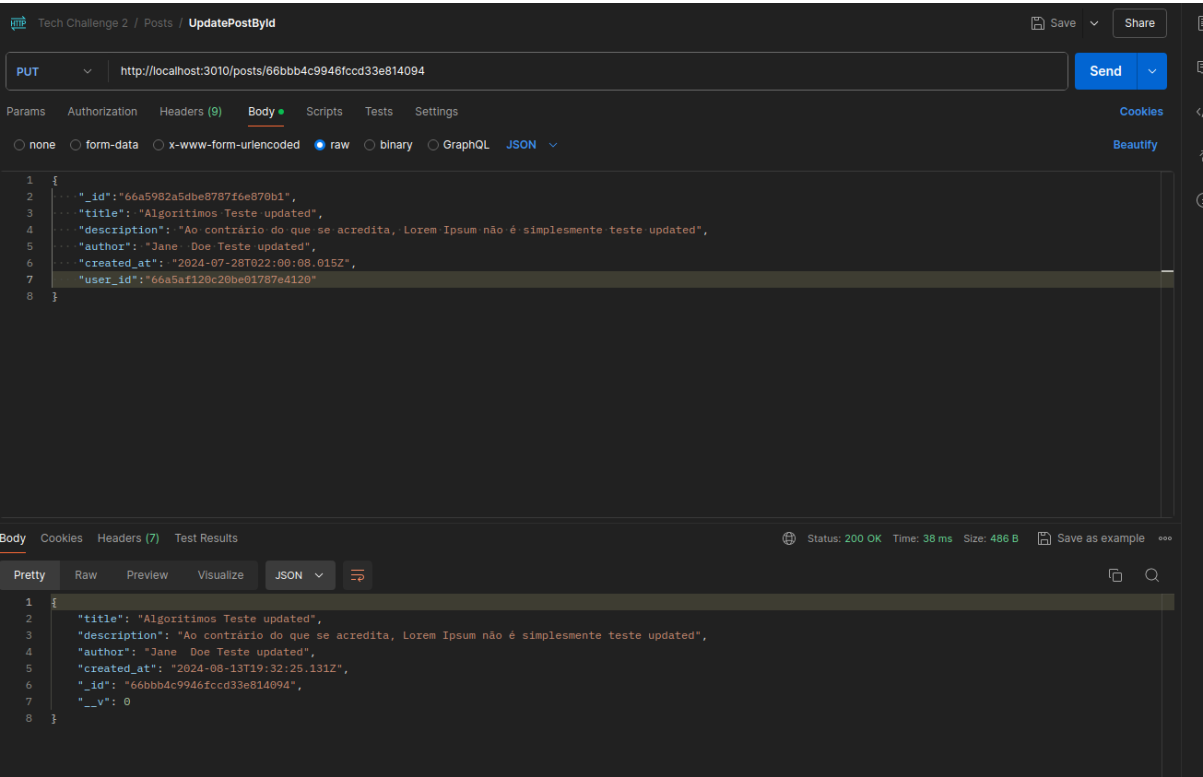 HTTP Tech Challenge 2 / Posts / UpdatePostById Save Share
PUT http://localhost:3010/posts/66bbb4c9946fccd33e814094 Send
Params Authorization Headers (9) Body Scripts Tests Settings Cookies
none form-data x-www-form-urlencoded raw binary GraphQL JSON Beautify
1 {
2 "_id":"66a5982a5dbe8787f6e870b1",
3 "title": "Algoritimos Teste updated",
4 "description": "Ao contrário do que se acredita, Lorem Ipsum não é simplesmente teste updated",
5 "author": "Jane  Doe Teste updated",
6 "created_at": "2024-07-28T022:00:08.015Z",
7 "user_id":"66a5af120c20be01787e4120"
8 }
Body Cookies Headers (7) Test Results Status: 200 OK Time: 38 ms Size: 486 B Save as example
Pretty Raw Preview Visualize JSON
1 {
2 "title": "Algoritimos Teste updated",
3 "description": "Ao contrário do que se acredita, Lorem Ipsum não é simplesmente teste updated",
4 "author": "Jane  Doe Teste updated",
5 "created_at": "2024-08-13T19:32:25.131Z",
6 "_id": "66bbb4c9946fccd33e814094",
7 "__v": 0
8 }